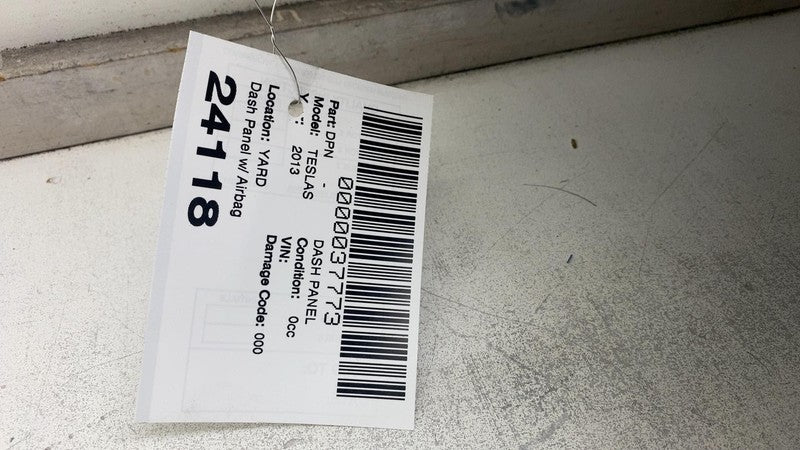 0000037773
Part: DPN - DASH PANEL
Model: TESLAS Condition: 0cc
2013 VIN:
Location: YARD Damage Code: 000
Dash Panel w/ Airbag
24118